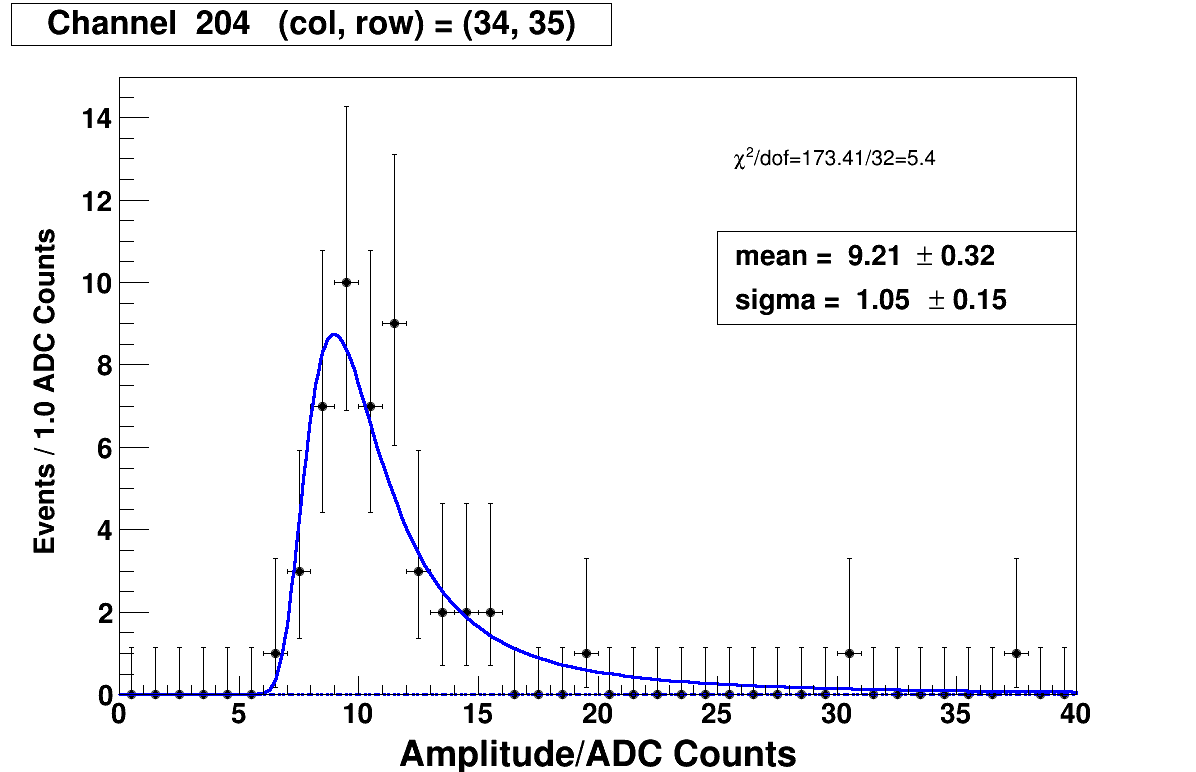 Channel 204 (col, row) = (34, 35)
χ²/dof=173.41/32=5.4
mean = 9.21 ± 0.32
sigma = 1.05 ± 0.15
Events / 1.0 ADC Counts
14
12
10
8
6
4
2
0
0 5 10 15 20 25 30 35 40
Amplitude/ADC Counts